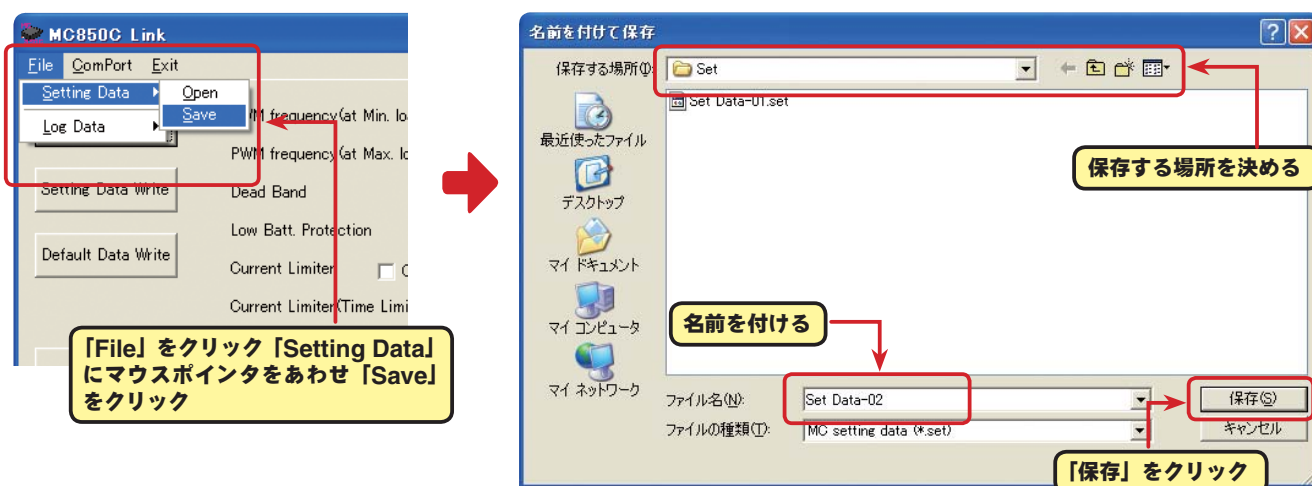 MC850C Link
File ComPort Exit
Setting Data Open
Save
Log Data
PWM frequency(at Max. lo
Setting Data Write
Dead Band
Low Batt. Protection
Default Data Write
Current Limiter
Current Limiter(Time Limi
「File」をクリック「Setting Data」
にマウスポインタをあわせ「Save」
をクリック
名前を付けて保存
保存する場所(I):
Set
Set Data-01.set
最近使ったファイル
デスクトップ
マイ ドキュメント
マイ コンピュータ
マイ ネットワーク
保存する場所を決める
名前を付ける
ファイル名(N):
Set Data-02
保存(S)
ファイルの種類(T):
MC setting data (*.set)
キャンセル
「保存」をクリック